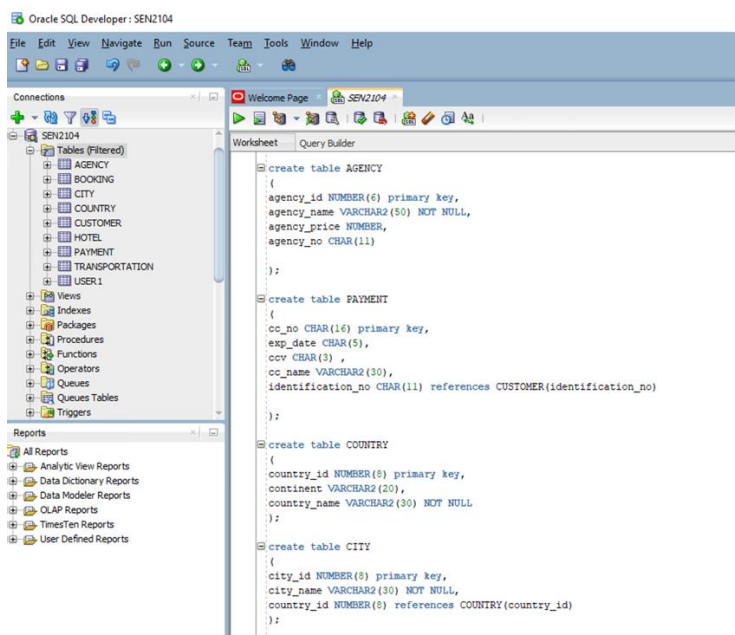 Oracle SQL Developer : SEN2104
File Edit View Navigate Run Source Team Tools Window Help
Connections
SEN2104
Tables (Filtered)
AGENCY
BOOKING
CITY
COUNTRY
CUSTOMER
HOTEL
PAYMENT
TRANSPORTATION
USER1
Views
Indexes
Packages
Procedures
Functions
Operators
Queues
Queues Tables
Triggers
Reports
All Reports
Analytic View Reports
Data Dictionary Reports
Data Modeler Reports
OLAP Reports
TimesTen Reports
User Defined Reports
Welcome Page SEN2104
Worksheet Query Builder
create table AGENCY
(
agency_id NUMBER(6) primary key,
agency_name VARCHAR2(50) NOT NULL,
agency_price NUMBER,
agency_no CHAR(11)
);
create table PAYMENT
(
cc_no CHAR(16) primary key,
exp_date CHAR(5),
ccv CHAR(3) ,
cc_name VARCHAR2(30),
identification_no CHAR(11) references CUSTOMER(identification_no)
);
create table COUNTRY
(
country_id NUMBER(8) primary key,
continent VARCHAR2(20),
country_name VARCHAR2(30) NOT NULL
);
create table CITY
(
city_id NUMBER(8) primary key,
city_name VARCHAR2(30) NOT NULL,
country_id NUMBER(8) references COUNTRY(country_id)
);